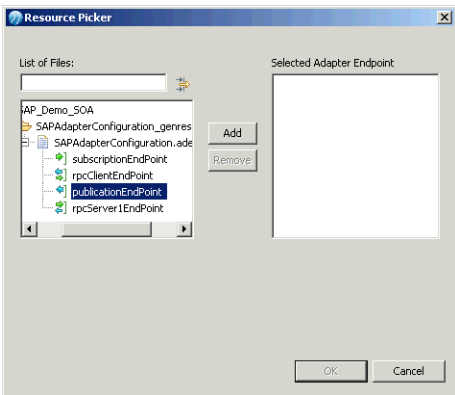 Resource Picker
List of Files:
Selected Adapter Endpoint
SAP_Demo_SOA
SAPAdapterConfiguration_genres
SAPAdapterConfiguration.ade
subscriptionEndPoint
rpcClientEndPoint
publicationEndPoint
rpcServer1EndPoint
Add
Remove
OK
Cancel